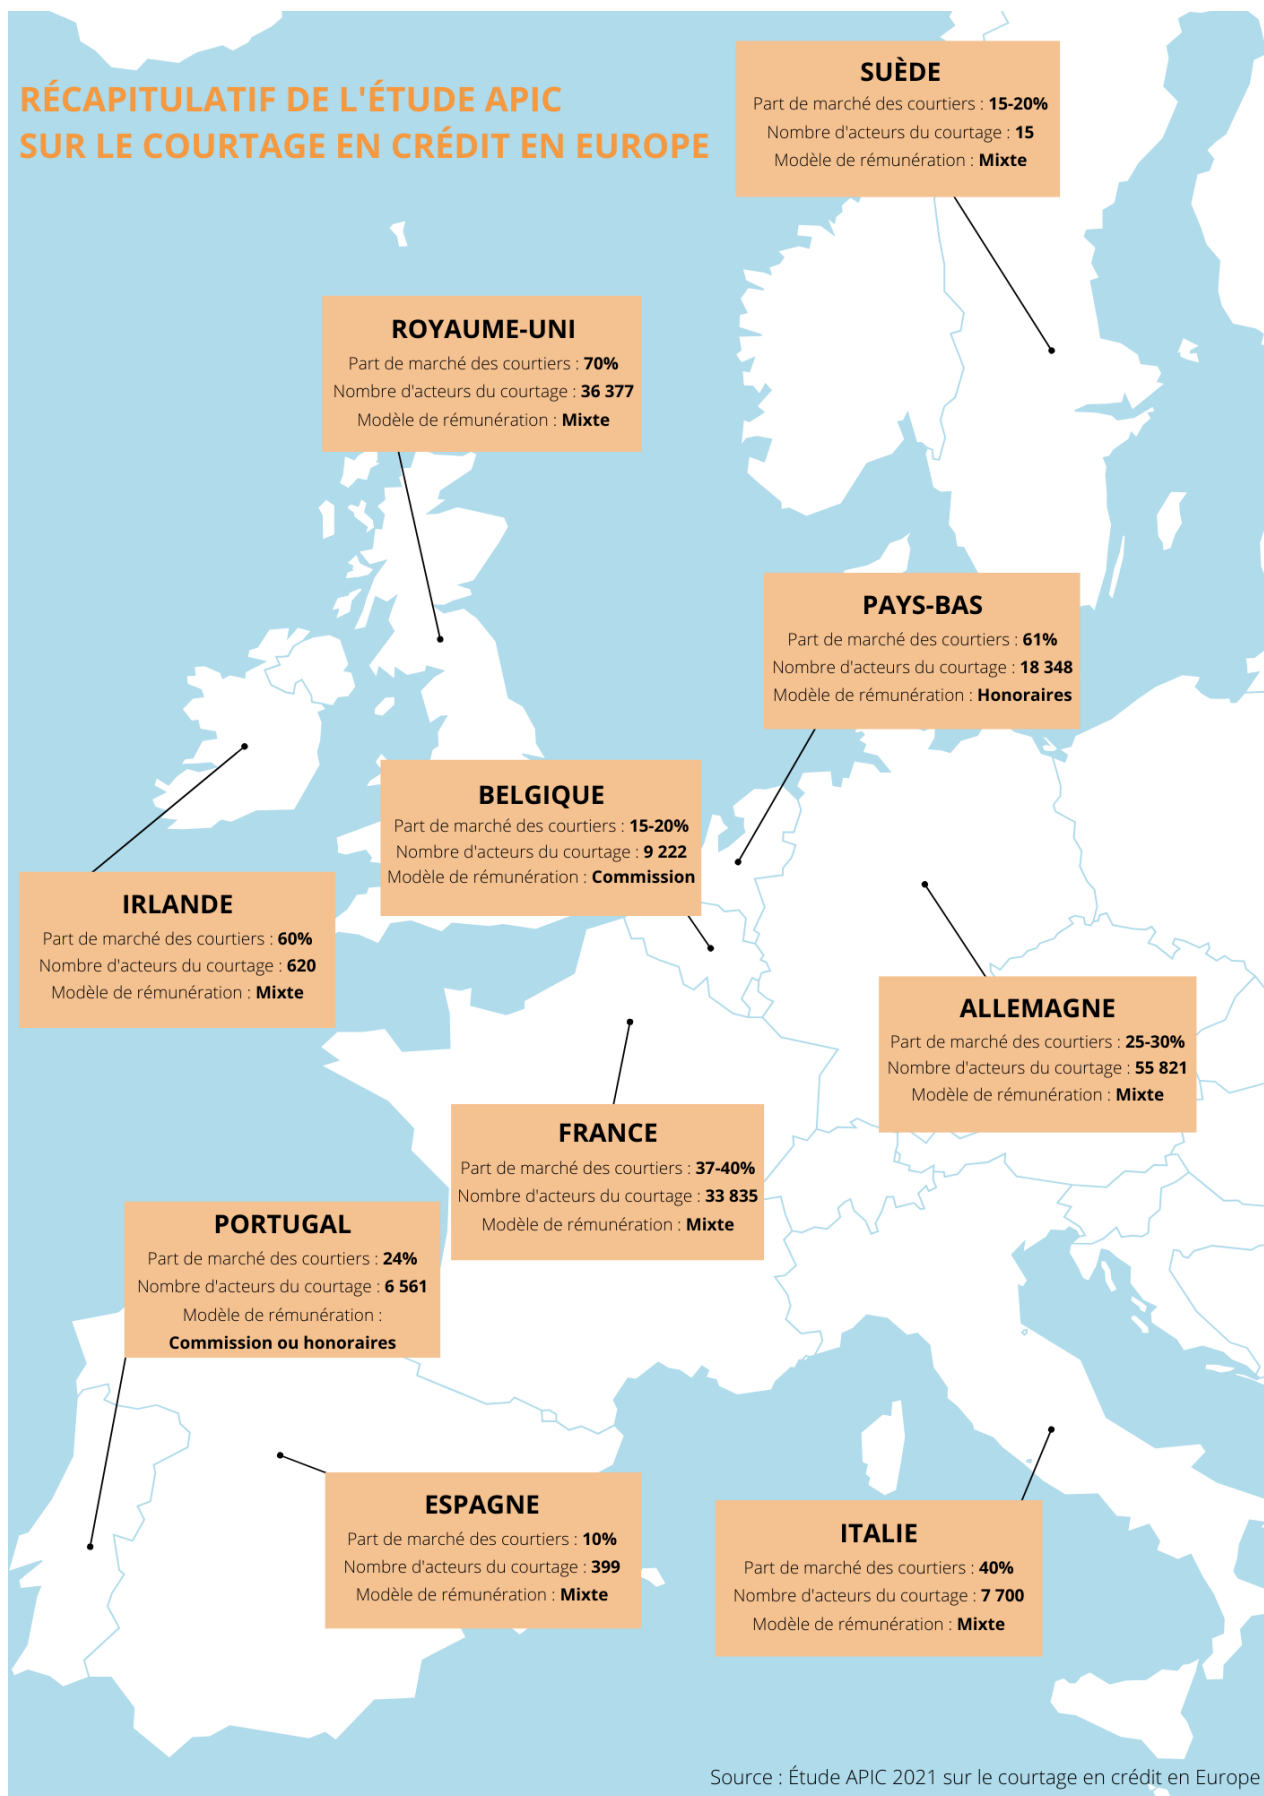 RÉCAPITULATIF DE L'ÉTUDE APIC
SUR LE COURTAGE EN CRÉDIT EN EUROPE
SUÈDE
Part de marché des courtiers : 15-20%
Nombre d'acteurs du courtage : 15
Modèle de rémunération : Mixte
ROYAUME-UNI
Part de marché des courtiers : 70%
Nombre d'acteurs du courtage : 36 377
Modèle de rémunération : Mixte
PAYS-BAS
Part de marché des courtiers : 61%
Nombre d'acteurs du courtage : 18 348
Modèle de rémunération : Honoraires
BELGIQUE
Part de marché des courtiers : 15-20%
Nombre d'acteurs du courtage : 9 222
Modèle de rémunération : Commission
IRLANDE
Part de marché des courtiers : 60%
Nombre d'acteurs du courtage : 620
Modèle de rémunération : Mixte
ALLEMAGNE
Part de marché des courtiers : 25-30%
Nombre d'acteurs du courtage : 55 821
Modèle de rémunération : Mixte
FRANCE
Part de marché des courtiers : 37-40%
Nombre d'acteurs du courtage : 33 835
Modèle de rémunération : Mixte
PORTUGAL
Part de marché des courtiers : 24%
Nombre d'acteurs du courtage : 6 561
Modèle de rémunération :
Commission ou honoraires
ESPAGNE
Part de marché des courtiers : 10%
Nombre d'acteurs du courtage : 399
Modèle de rémunération : Mixte
ITALIE
Part de marché des courtiers : 40%
Nombre d'acteurs du courtage : 7 700
Modèle de rémunération : Mixte
Source : Étude APIC 2021 sur le courtage en crédit en Europe